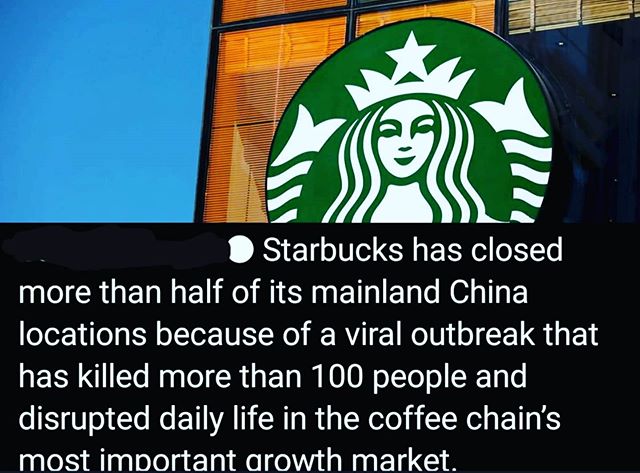 Starbucks has closed
more than half of its mainland China
locations because of a viral outbreak that
has killed more than 100 people and
disrupted daily life in the coffee chain's
most important growth market.